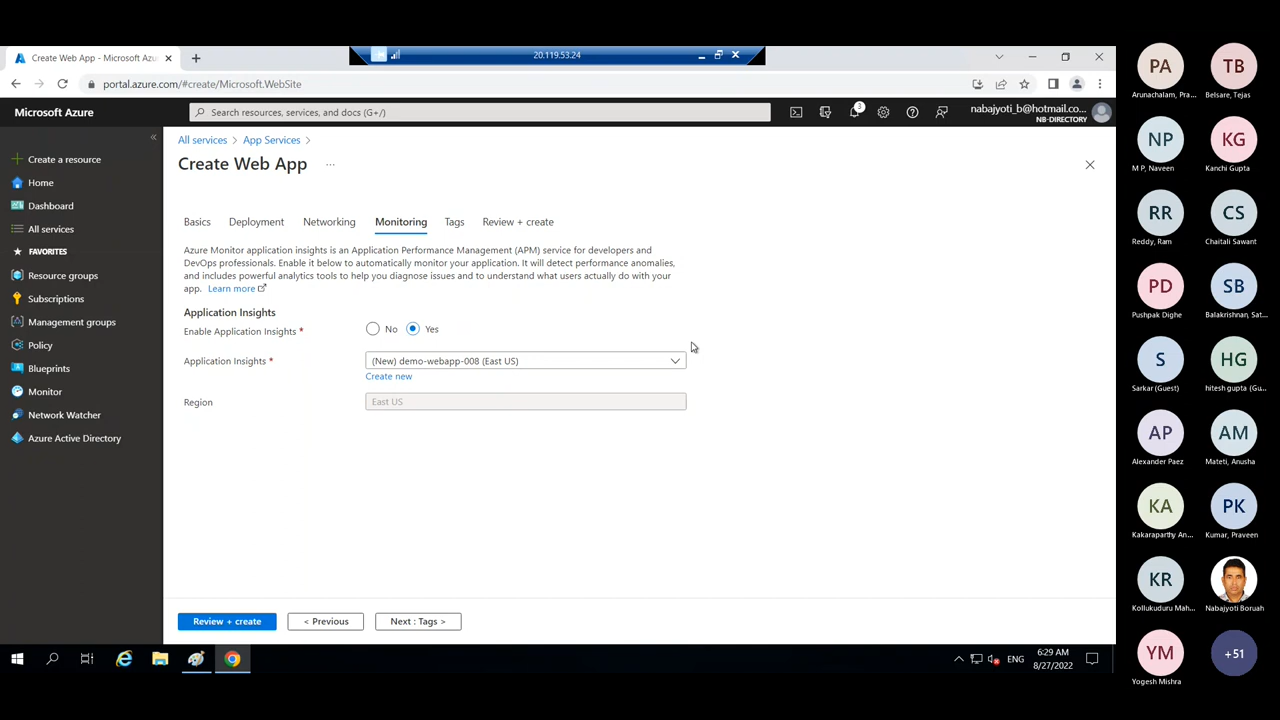 Create Web App - Microsoft Azu
20.119.53.24
portal.azure.com/#create/Microsoft.WebSite
Microsoft Azure
Search resources, services, and docs (G+/)
3
nabajyoti_b@hotmail.co...
NB-DIRECTORY
Create a resource
Home
Dashboard
All services
FAVORITES
Resource groups
Subscriptions
Management groups
Policy
Blueprints
Monitor
Network Watcher
Azure Active Directory
All services > App Services >
Create Web App
...
Basics Deployment Networking Monitoring Tags Review + create
Azure Monitor application insights is an Application Performance Management (APM) service for developers and
DevOps professionals. Enable it below to automatically monitor your application. It will detect performance anomalies,
and includes powerful analytics tools to help you diagnose issues and to understand what users actually do with your
app. Learn more
Application Insights
Enable Application Insights *
No Yes
Application Insights *
(New) demo-webapp-008 (East US)
Create new
Region
East US
Review + create
< Previous
Next : Tags >
ENG
6:29 AM
8/27/2022
PA
Arunachalam, Pra...
TB
Belsare, Tejas
NP
M P, Naveen
KG
Kanchi Gupta
RR
Reddy, Ram
CS
Chaitali Sawant
PD
Pushpak Dighe
SB
Balakrishnan, Sat...
S
Sarkar (Guest)
HG
hitesh gupta (Gu...
AP
Alexander Paez
AM
Mateti, Anusha
KA
Kakaraparthy An...
PK
Kumar, Praveen
KR
Kollukuduru Mah...
Nabajyoti Boruah
YM
Yogesh Mishra
+51